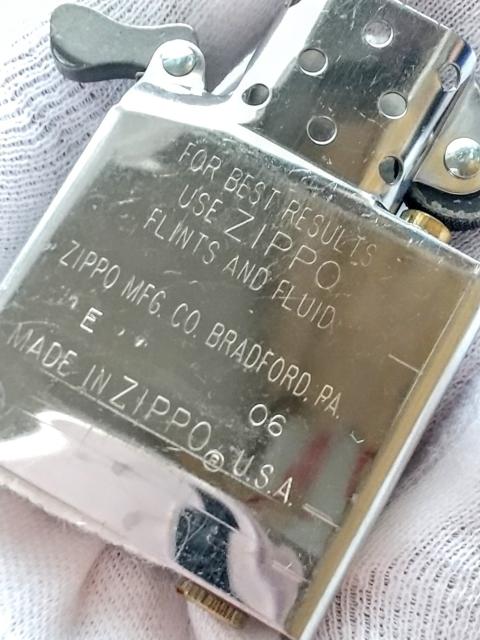 FOR BEST RESULTS
USE ZIPPO
FLINTS AND FLUID
ZIPPO MFG. CO. BRADFORD, PA.
E 06
MADE IN ZIPPO® U.S.A.